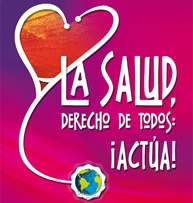 LA SALUD,
DERECHO DE TODOS:
¡ACTÚA!